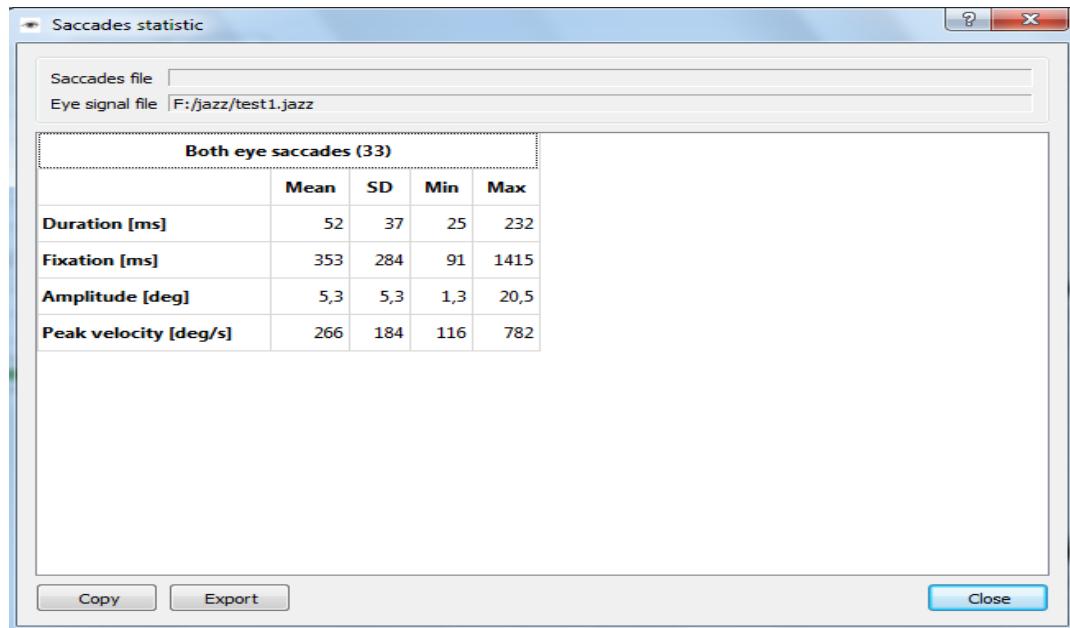 Saccades statistic
Saccades file
Eye signal file F:/jazz/test1.jazz
Both eye saccades (33)
Mean SD Min Max
Duration [ms] 52 37 25 232
Fixation [ms] 353 284 91 1415
Amplitude [deg] 5,3 5,3 1,3 20,5
Peak velocity [deg/s] 266 184 116 782
Copy Export Close